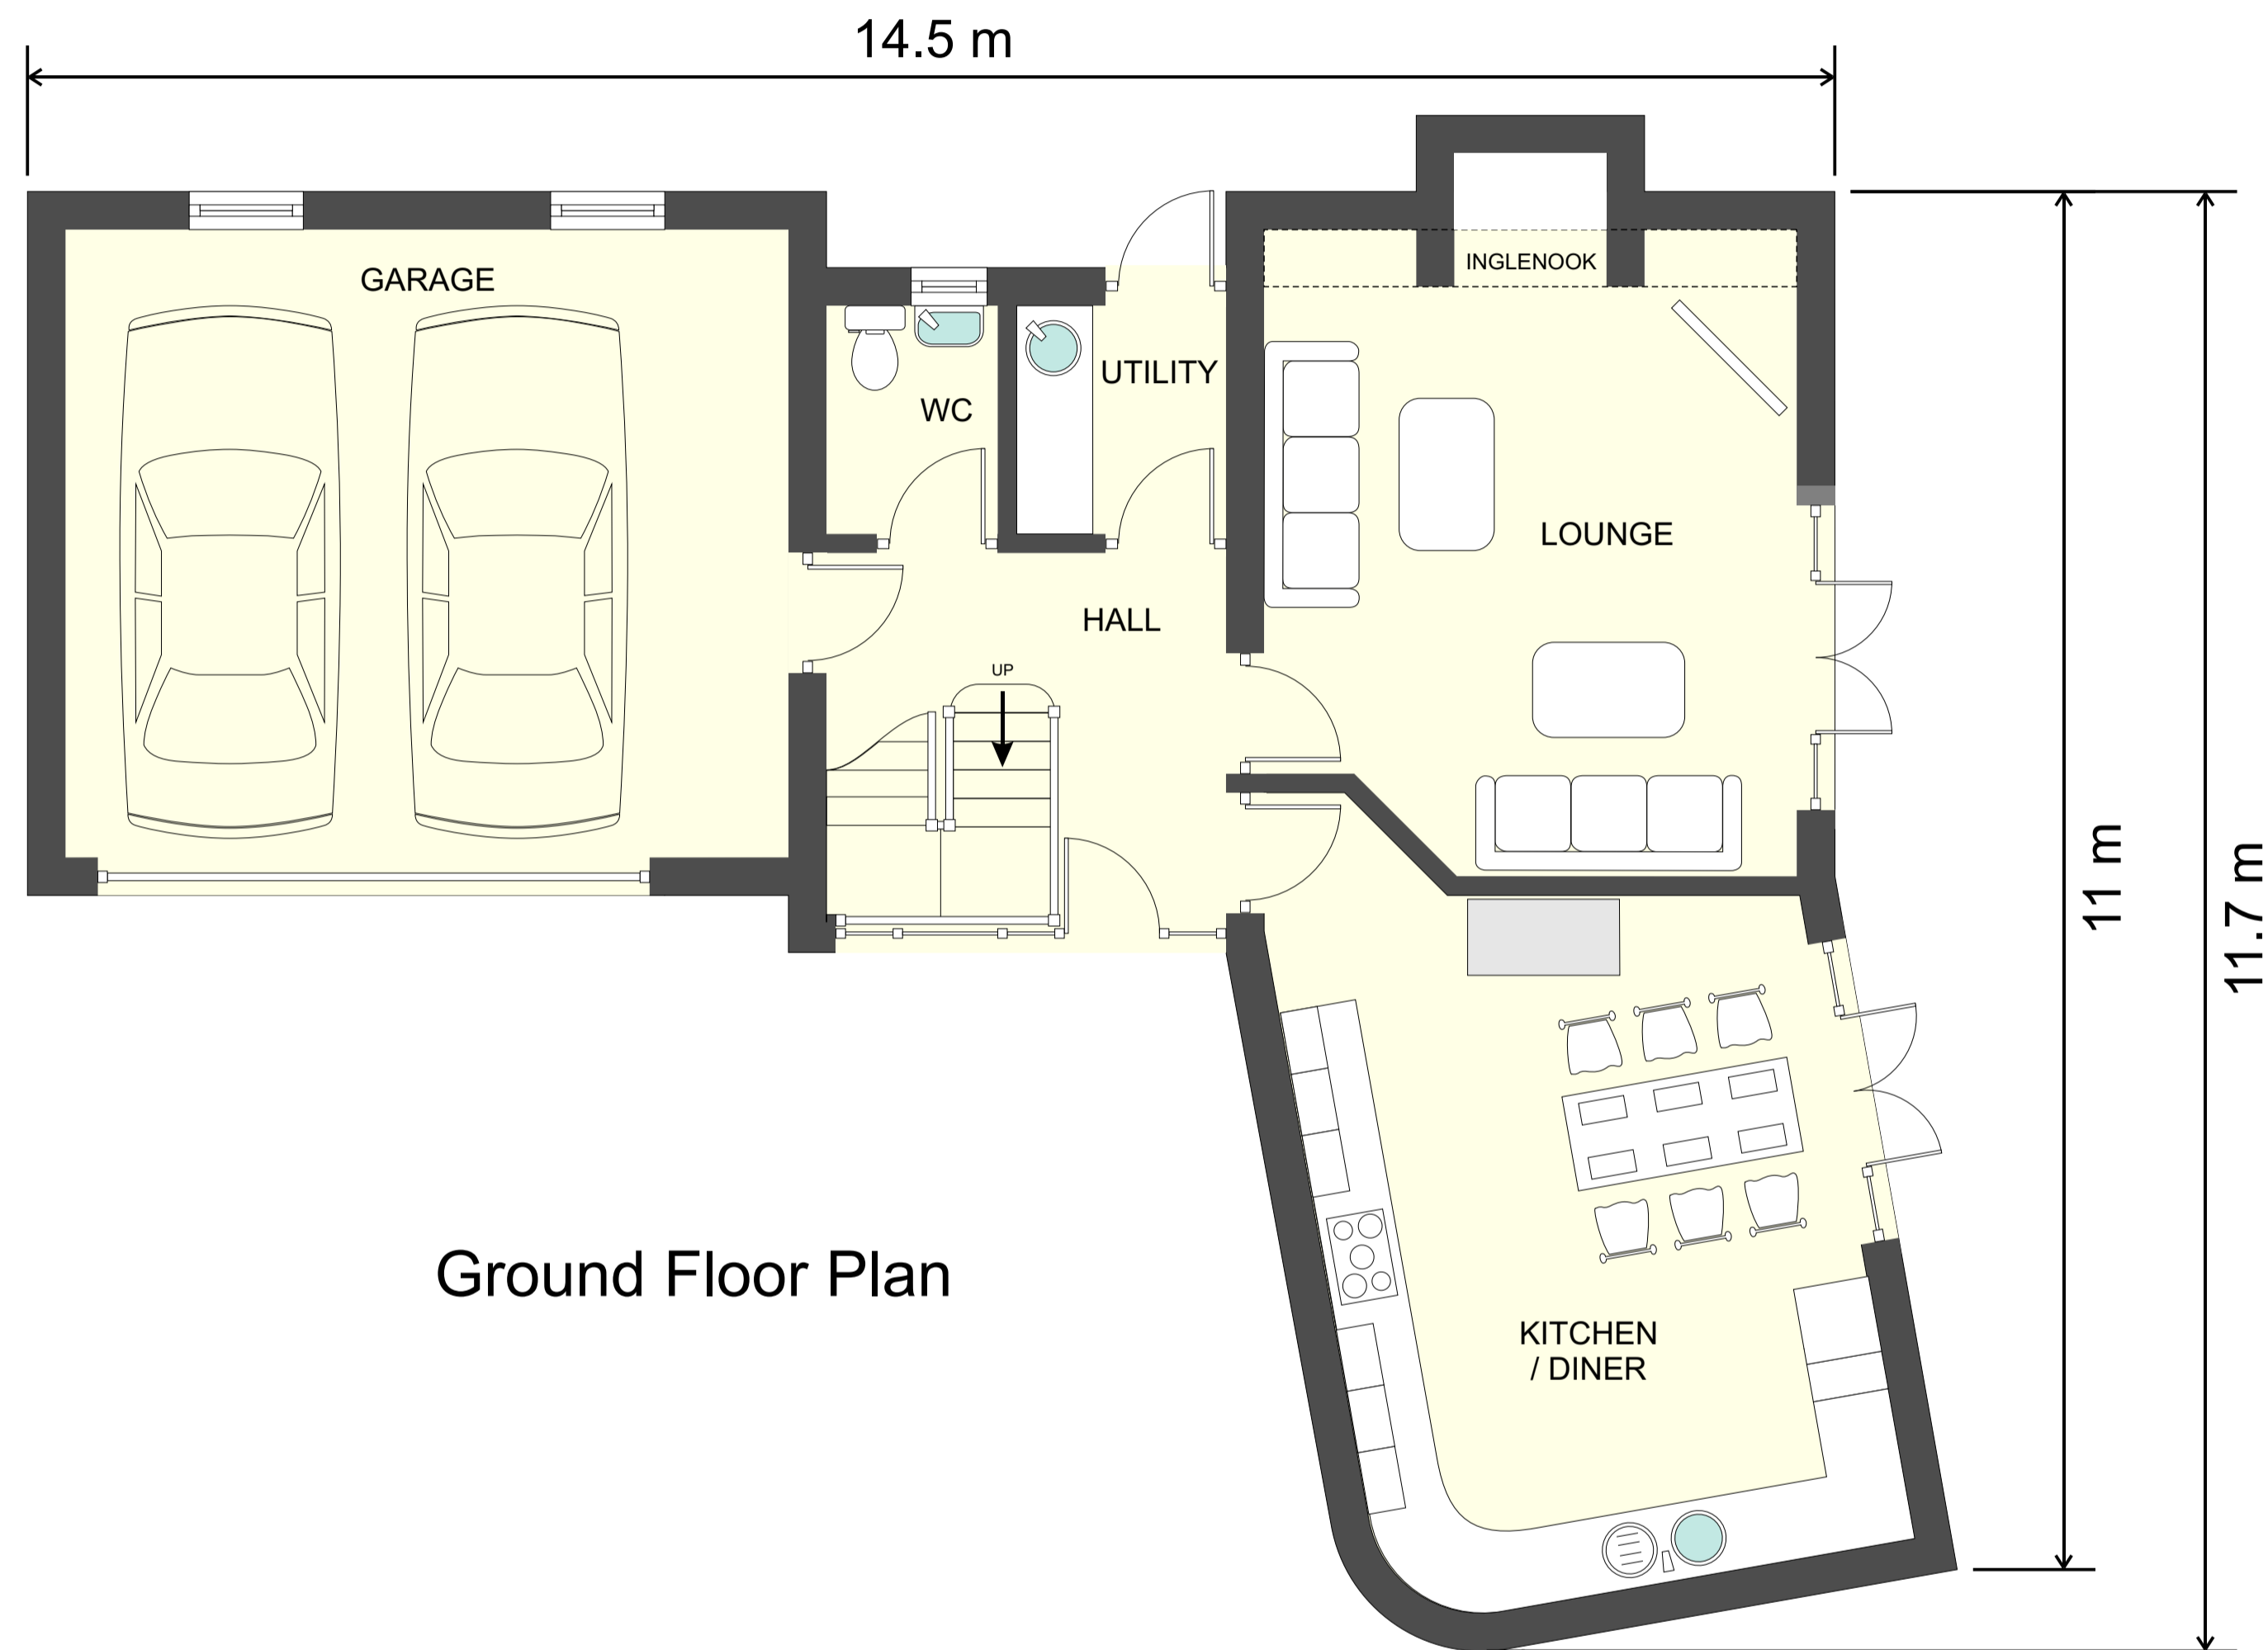 14.5 m
GARAGE
INGLENOOK
UTILITY
WC
LOUNGE
HALL
UP
11 m
11.7 m
Ground Floor Plan
KITCHEN
/ DINER